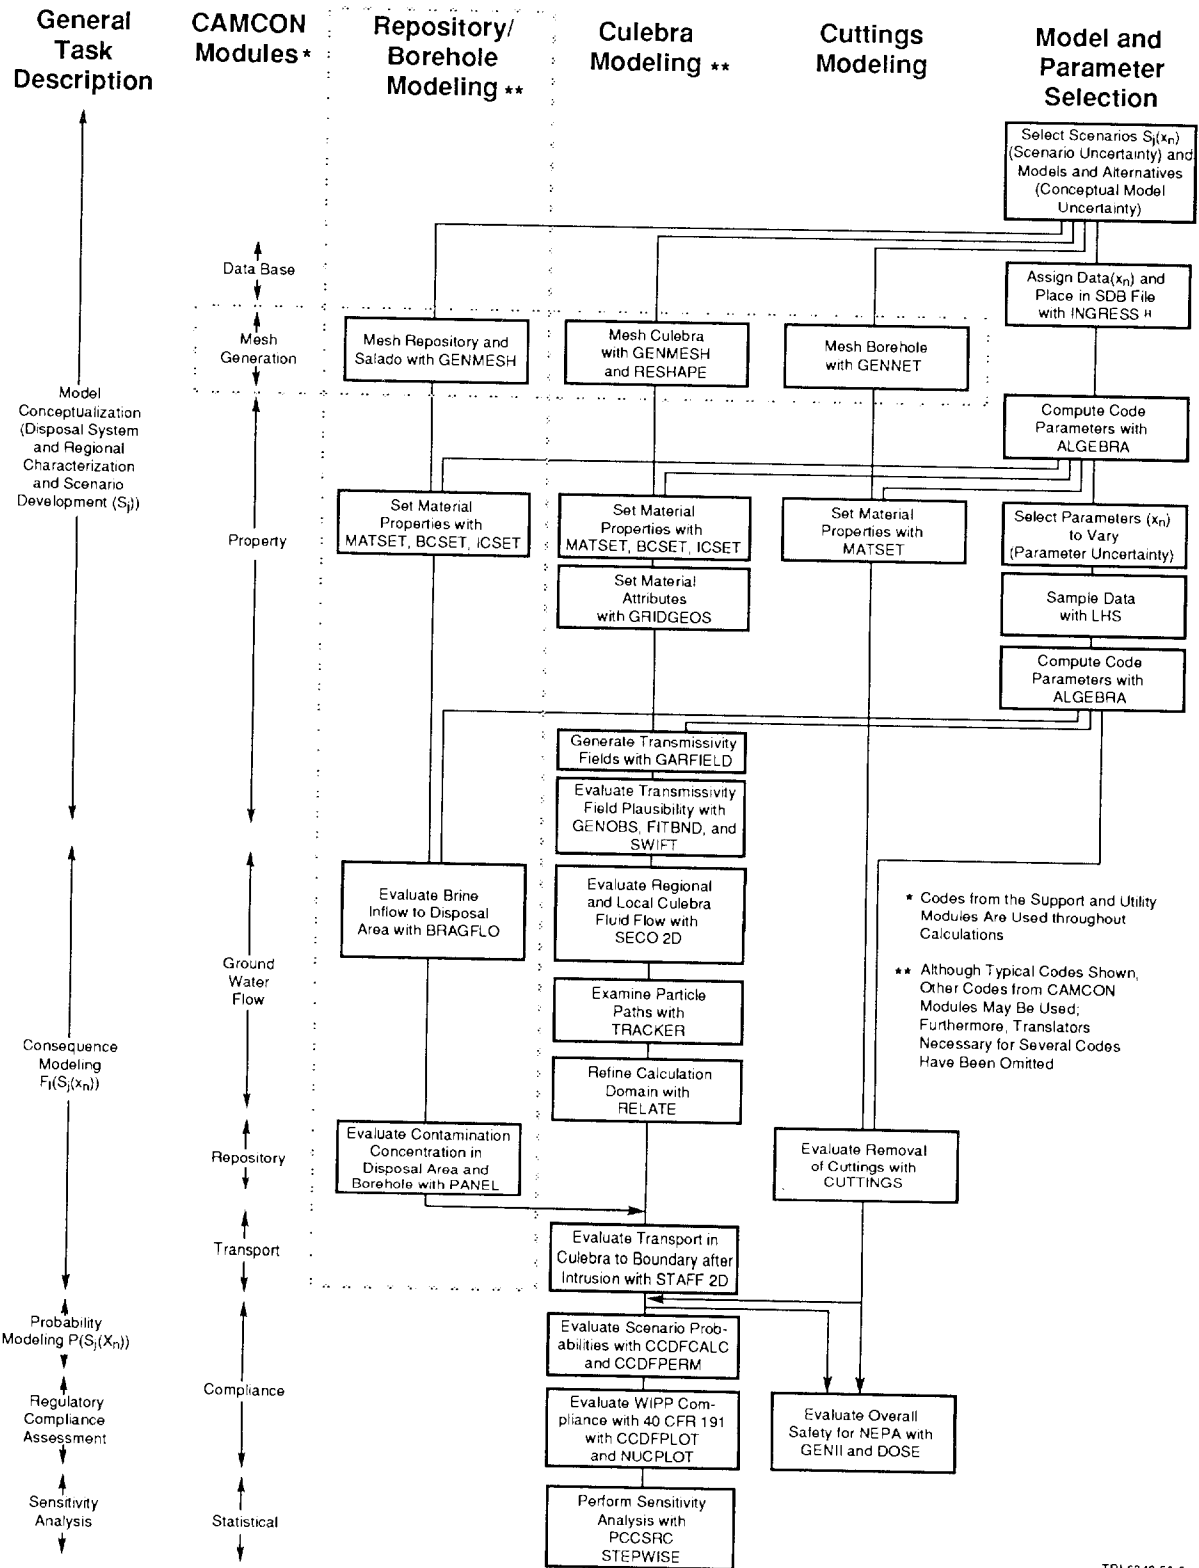 General
Task
Description
CAMCON
Modules *
Repository/
Borehole
Modeling **
Culebra
Modeling **
Cuttings
Modeling
Model and
Parameter
Selection
Select Scenarios Sj(xn)
(Scenario Uncertainty) and
Models and Alternatives
(Conceptual Model
Uncertainty)
Data Base
Assign Data(xn) and
Place in SDB File
with INGRESS
Mesh
Generation
Mesh Repository and
Salado with GENMESH
Mesh Culebra
with GENMESH
and RESHAPE
Mesh Borehole
with GENNET
Model
Conceptualization
(Disposal System
and Regional
Characterization
and Scenario
Development (Sj))
Compute Code
Parameters with
ALGEBRA
Property
Set Material
Properties with
MATSET, BCSET, ICSET
Set Material
Properties with
MATSET, BCSET, ICSET
Set Material
Properties with
MATSET
Select Parameters (xn)
to Vary
(Parameter Uncertainty)
Set Material
Attributes
with GRIDGEOS
Sample Data
with LHS
Compute Code
Parameters with
ALGEBRA
Generate Transmissivity
Fields with GARFIELD
Evaluate Transmissivity
Field Plausibility with
GENOBS, FITBND, and
SWIFT
Evaluate Brine
Inflow to Disposal
Area with BRAGFLO
Evaluate Regional
and Local Culebra
Fluid Flow with
SECO 2D
* Codes from the Support and Utility
Modules Are Used throughout
Calculations
** Although Typical Codes Shown,
Other Codes from CAMCON
Modules May Be Used;
Furthermore, Translators
Necessary for Several Codes
Have Been Omitted
Ground
Water
Flow
Examine Particle
Paths with
TRACKER
Consequence
Modeling
Fl(Sj(xn))
Refine Calculation
Domain with
RELATE
Repository
Evaluate Contamination
Concentration in
Disposal Area and
Borehole with PANEL
Evaluate Removal
of Cuttings with
CUTTINGS
Transport
Evaluate Transport in
Culebra to Boundary after
Intrusion with STAFF 2D
Probability
Modeling P(Sj(Xn))
Evaluate Scenario Prob-
abilities with CCDFCALC
and CCDFPERM
Compliance
Regulatory
Compliance
Assessment
Evaluate WIPP Com-
pliance with 40 CFR 191
with CCDFPLOT
and NUCPLOT
Evaluate Overall
Safety for NEPA with
GENII and DOSE
Sensitivity
Analysis
Statistical
Perform Sensitivity
Analysis with
PCCSRC
STEPWISE